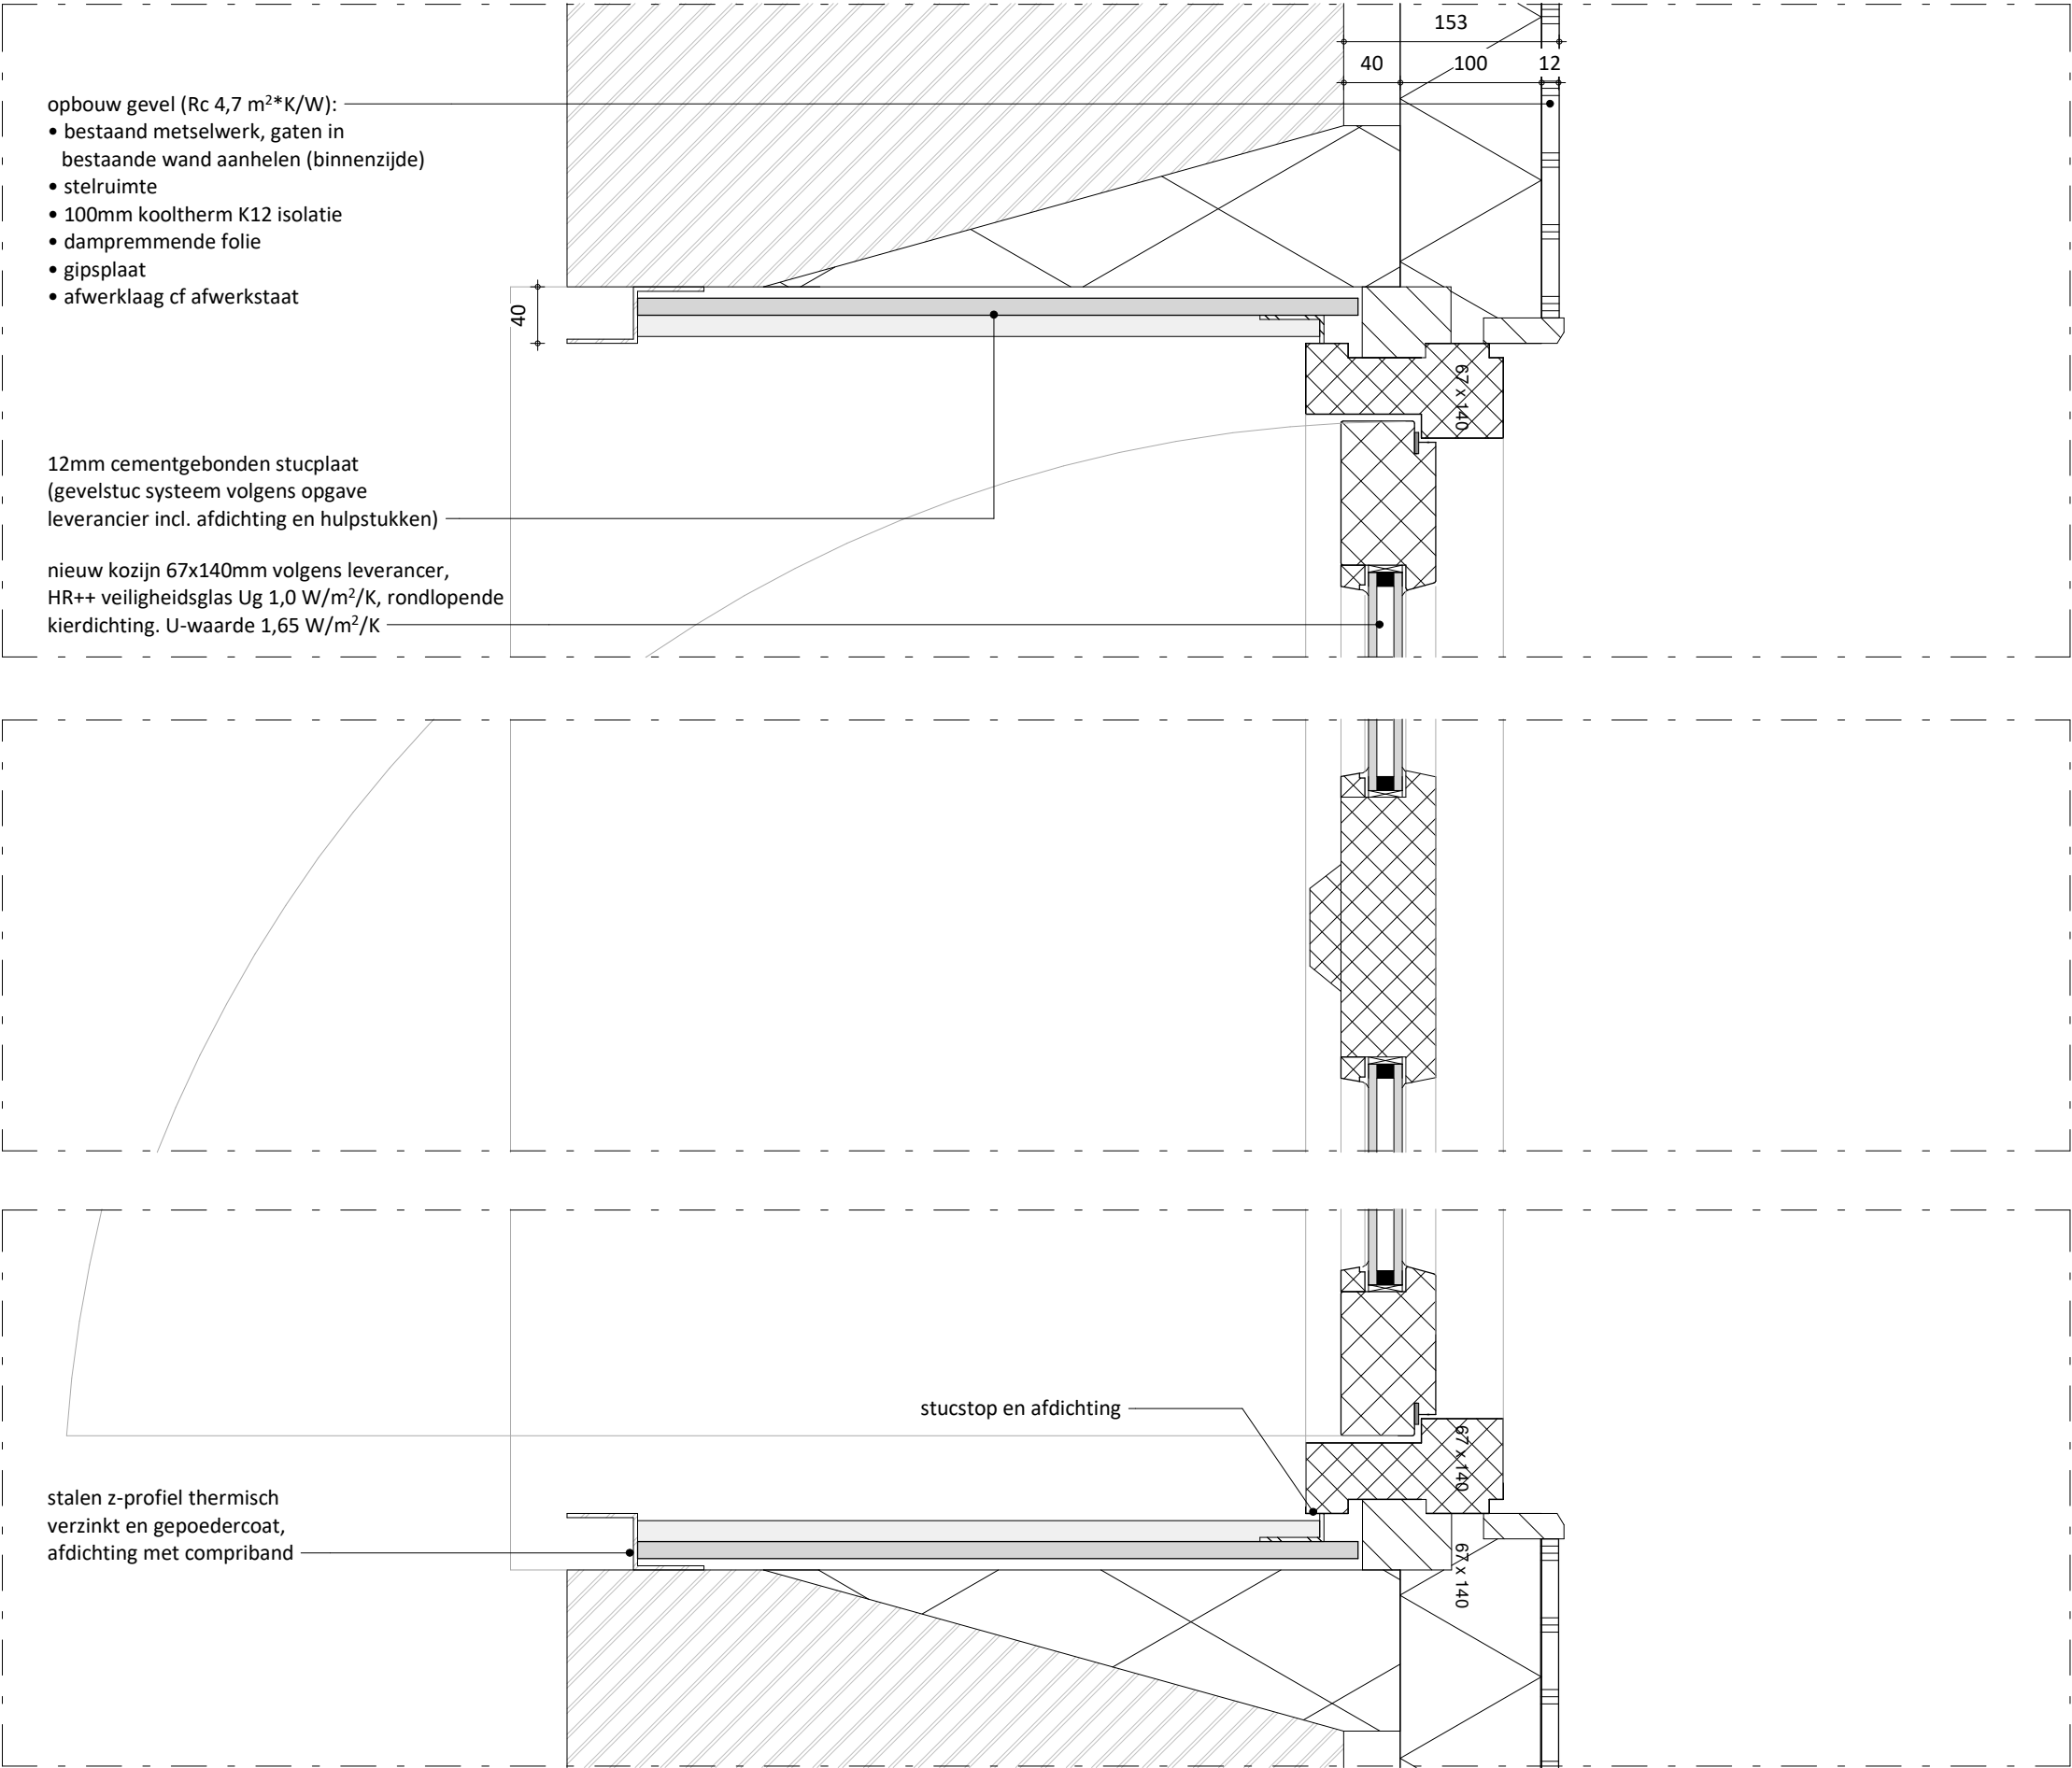 153
40
100
12
opbouw gevel (Rc 4,7 m²*K/W):
• bestaand metselwerk, gaten in
bestaande wand aanhelen (binnenzijde)
• stelruimte
• 100mm kooltherm K12 isolatie
• dampremmende folie
• gipsplaat
• afwerklaag cf afwerkstaat
40
67 x 140
12mm cementgebonden stucplaat
(gevelstuc systeem volgens opgave
leverancier incl. afdichting en hulpstukken)
nieuw kozijn 67x140mm volgens leverancer,
HR++ veiligheidsglas Ug 1,0 W/m²/K, rondlopende
kierdichting. U-waarde 1,65 W/m²/K
stucstop en afdichting
67 x 140
stalen z-profiel thermisch
verzinkt en gepoedercoat,
afdichting met compriband
67 x 140